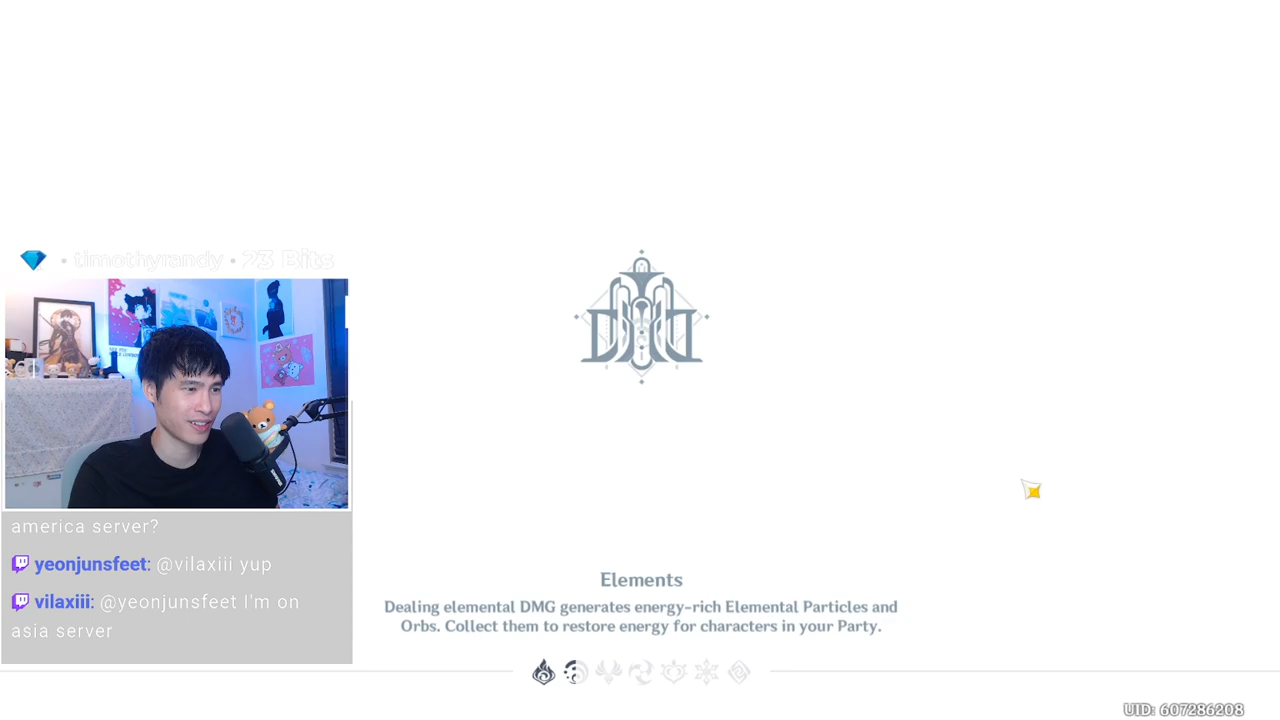 • timothyrandy • 23 Bits
america server?
yeonjunsfeet: @vilaxiii yup
vilaxiii: @yeonjunsfeet I'm on
asia server
Elements
Dealing elemental DMG generates energy-rich Elemental Particles and
Orbs. Collect them to restore energy for characters in your Party.
UID: 607286208